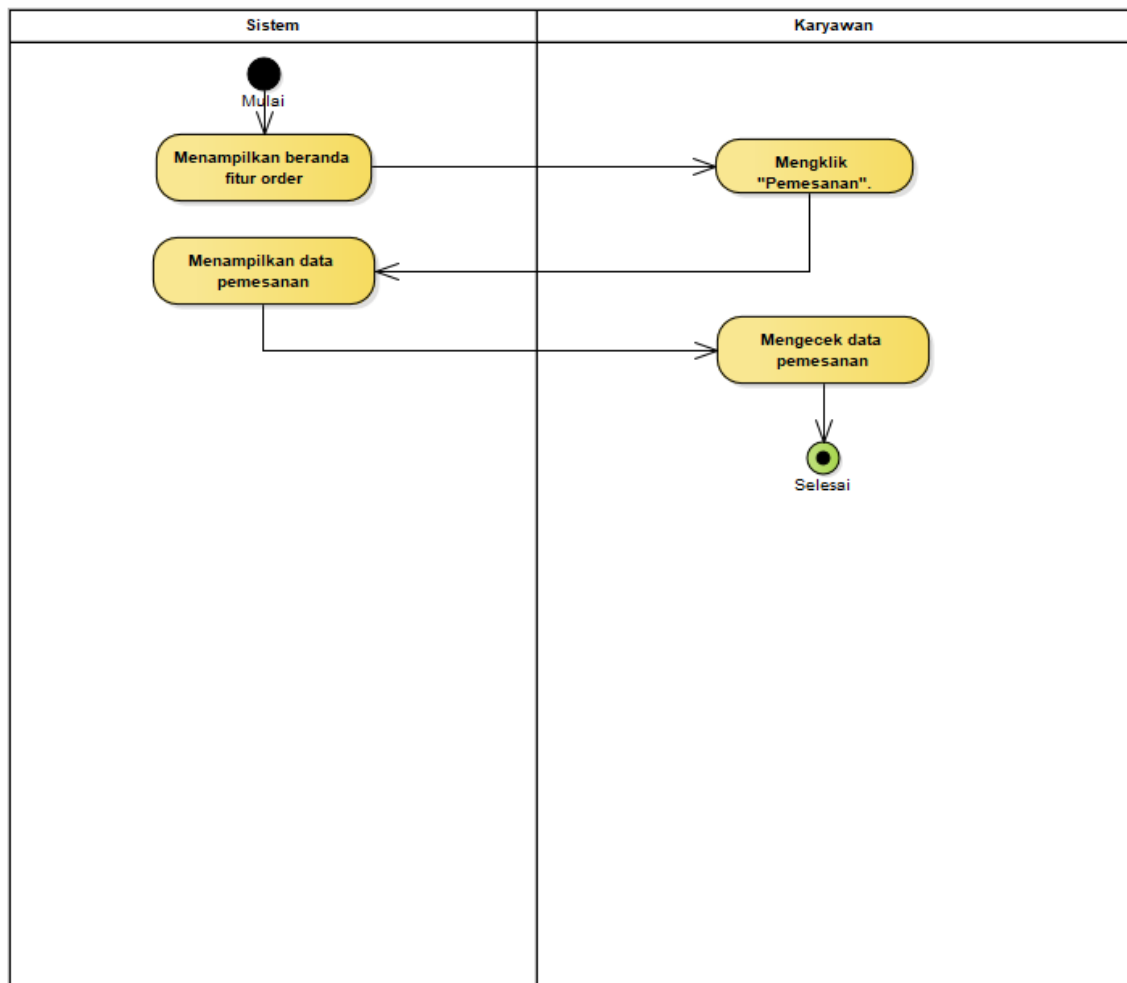 Sistem
Karyawan
Mulai
Menampilkan beranda
fitur order
Mengklik
"Pemesanan".
Menampilkan data
pemesanan
Mengecek data
pemesanan
Selesai